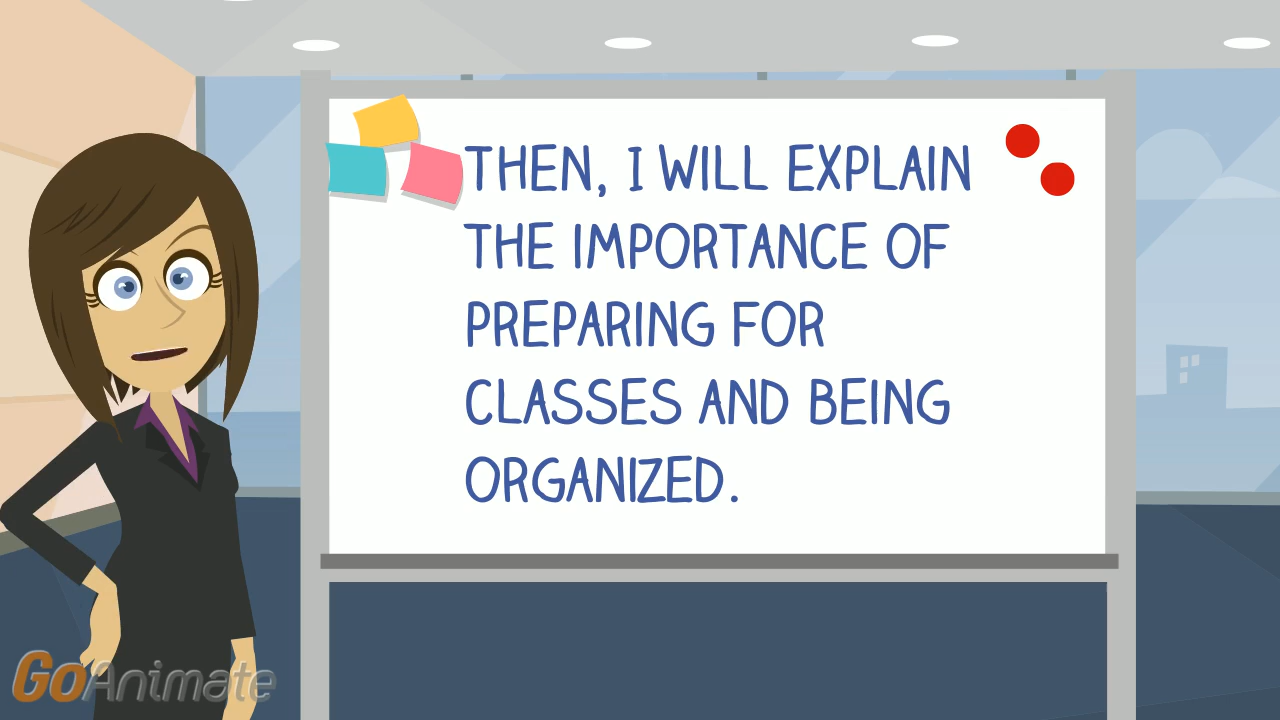 THEN, I WILL EXPLAIN
THE IMPORTANCE OF
PREPARING FOR
CLASSES AND BEING
ORGANIZED.
GoAnimate